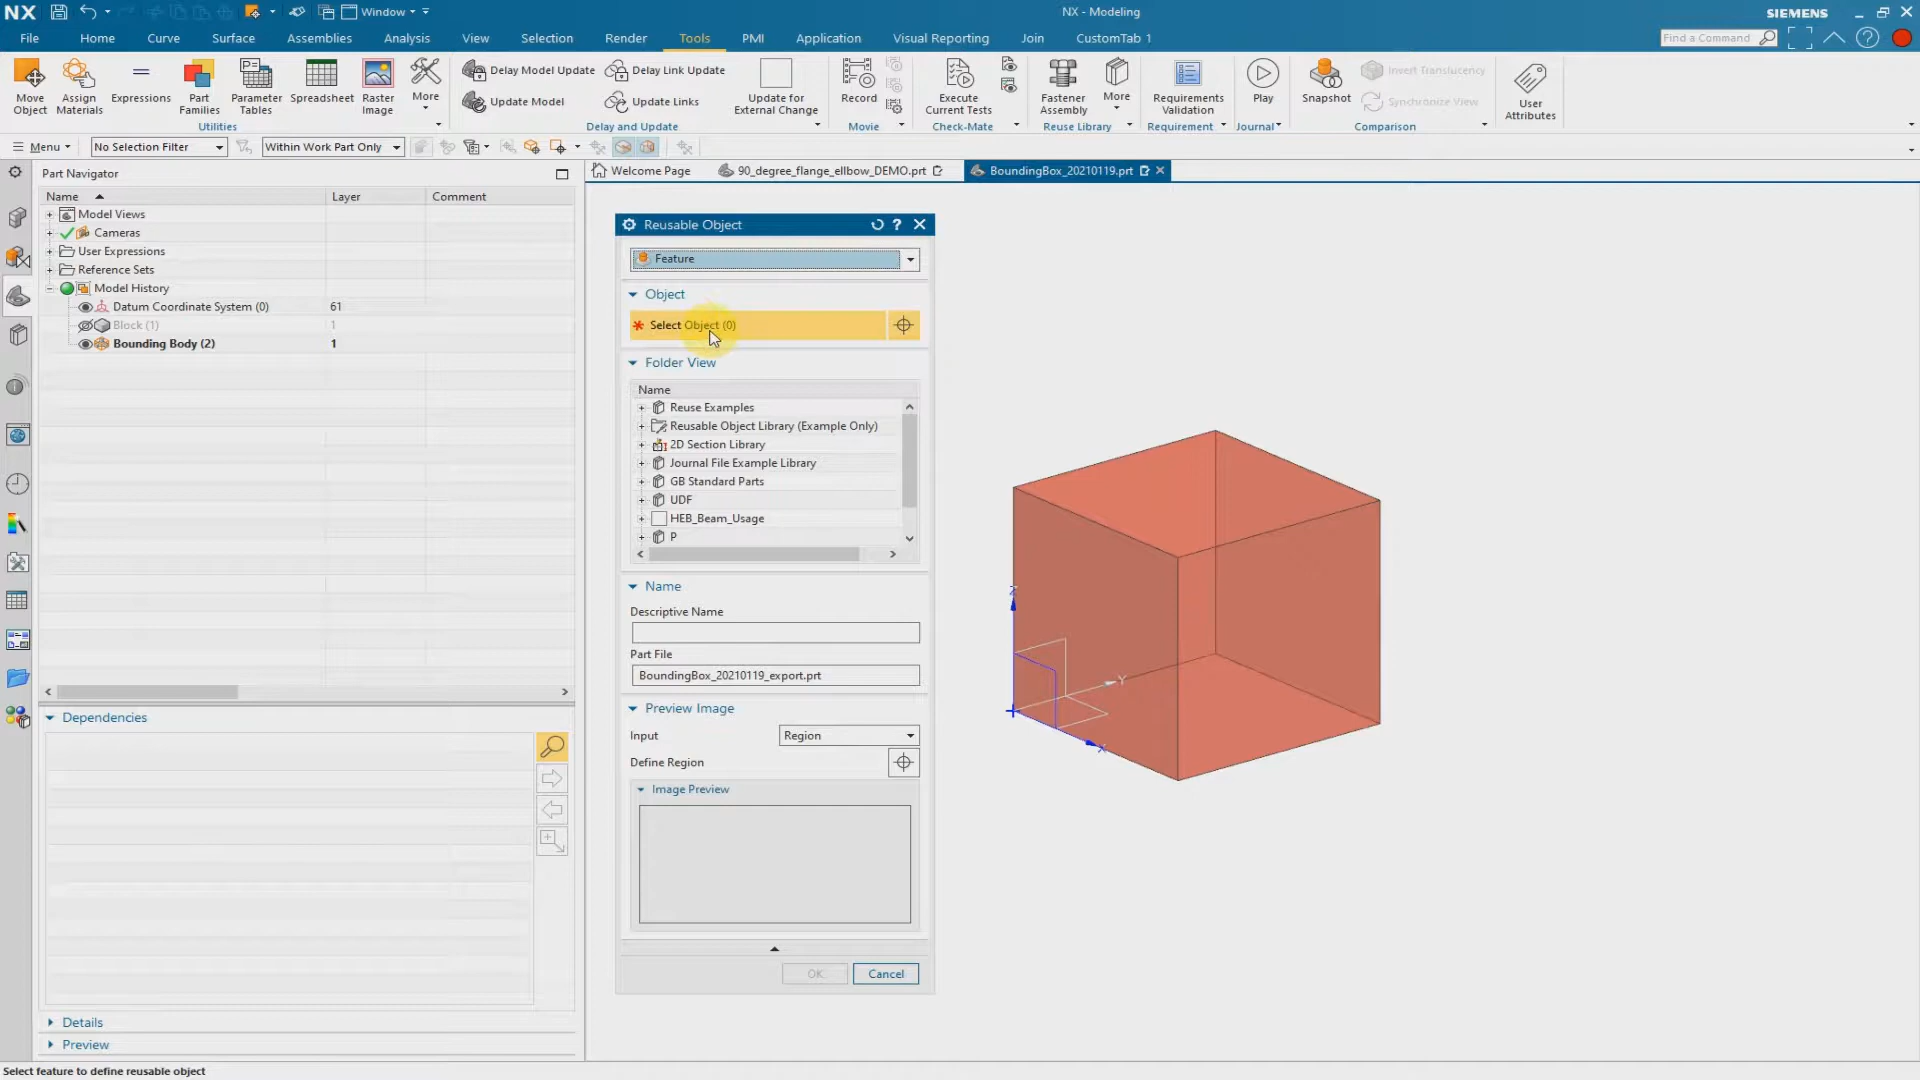 NX
Window
NX - Modeling
SIEMENS
File Home Curve Surface Assemblies Analysis View Selection Render Tools PMI Application Visual Reporting Join CustomTab 1
Find a Command
Move Object
Assign Materials
Expressions
Part Families
Parameter Tables
Spreadsheet
Raster Image
More
Utilities
Delay Model Update
Update Model
Delay Link Update
Update Links
Update for External Change
Delay and Update
Record
Movie
Execute Current Tests
Check-Mate
Fastener Assembly
More
Reuse Library
Requirements Validation
Requirement
Play
Journal
Snapshot
Invert Translucency
Synchronize View
Comparison
User Attributes
Menu
No Selection Filter
Within Work Part Only
Welcome Page
90_degree_flange_ellbow_DEMO.prt
BoundingBox_20210119.prt
Part Navigator
Name Layer Comment
Model Views
Cameras
User Expressions
Reference Sets
Model History
Datum Coordinate System (0) 61
Block (1) 1
Bounding Body (2) 1
Dependencies
Details
Preview
Reusable Object
Feature
Object
* Select Object (0)
Folder View
Name
Reuse Examples
Reusable Object Library (Example Only)
2D Section Library
Journal File Example Library
GB Standard Parts
UDF
HEB_Beam_Usage
P
Name
Descriptive Name
Part File
BoundingBox_20210119_export.prt
Preview Image
Input Region
Define Region
Image Preview
OK Cancel
Z
Y
X
Select feature to define reusable object